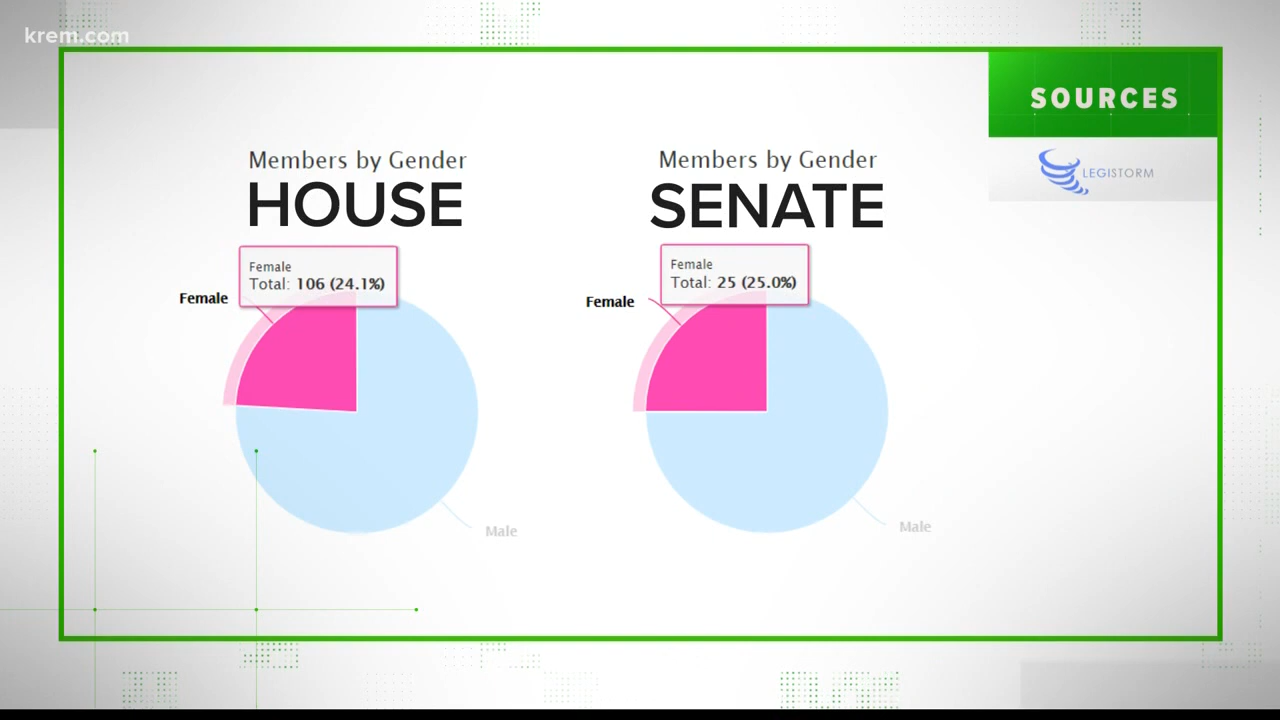 krem.com
SOURCES
LEGISTORM
Members by Gender
HOUSE
Female
Total: 106 (24.1%)
Female
Male
Members by Gender
SENATE
Female
Total: 25 (25.0%)
Female
Male